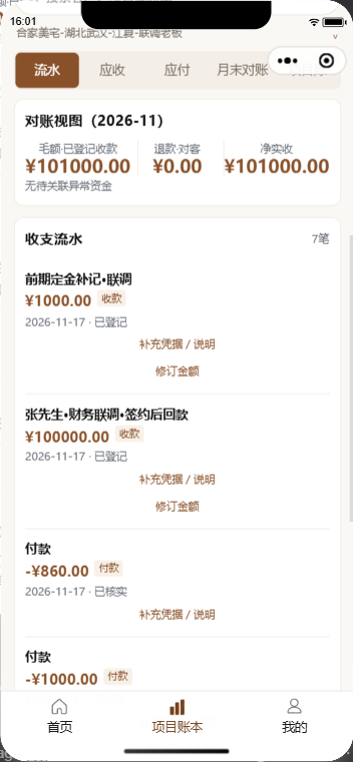 16:01
合家美宅-湖北武汉-江夏-联调老板
流水 应收 应付 月末对账
对账视图（2026-11）
毛额·已登记收款 退款·对客 净实收
¥101000.00 ¥0.00 ¥101000.00
无待关联异常资金
收支流水 7笔
前期定金补记·联调
¥1000.00 收款
2026-11-17 · 已登记
补充凭据 / 说明
修订金额
张先生·财务联调·签约后回款
¥100000.00 收款
2026-11-17 · 已登记
补充凭据 / 说明
修订金额
付款
-¥860.00 付款
2026-11-17 · 已核实
补充凭据 / 说明
付款
-¥1000.00 付款
首页 项目账本 我的